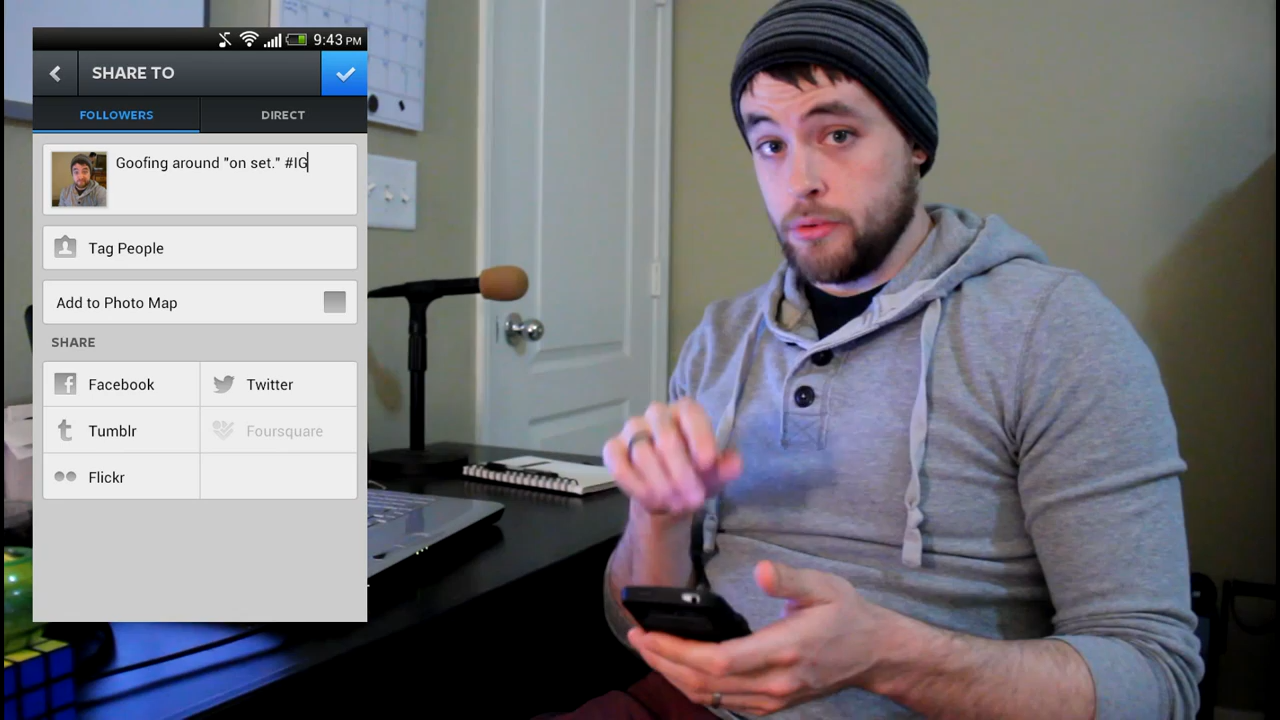 9:43 PM
SHARE TO
FOLLOWERS DIRECT
Goofing around "on set." #IG
Tag People
Add to Photo Map
SHARE
Facebook Twitter
Tumblr Foursquare
Flickr